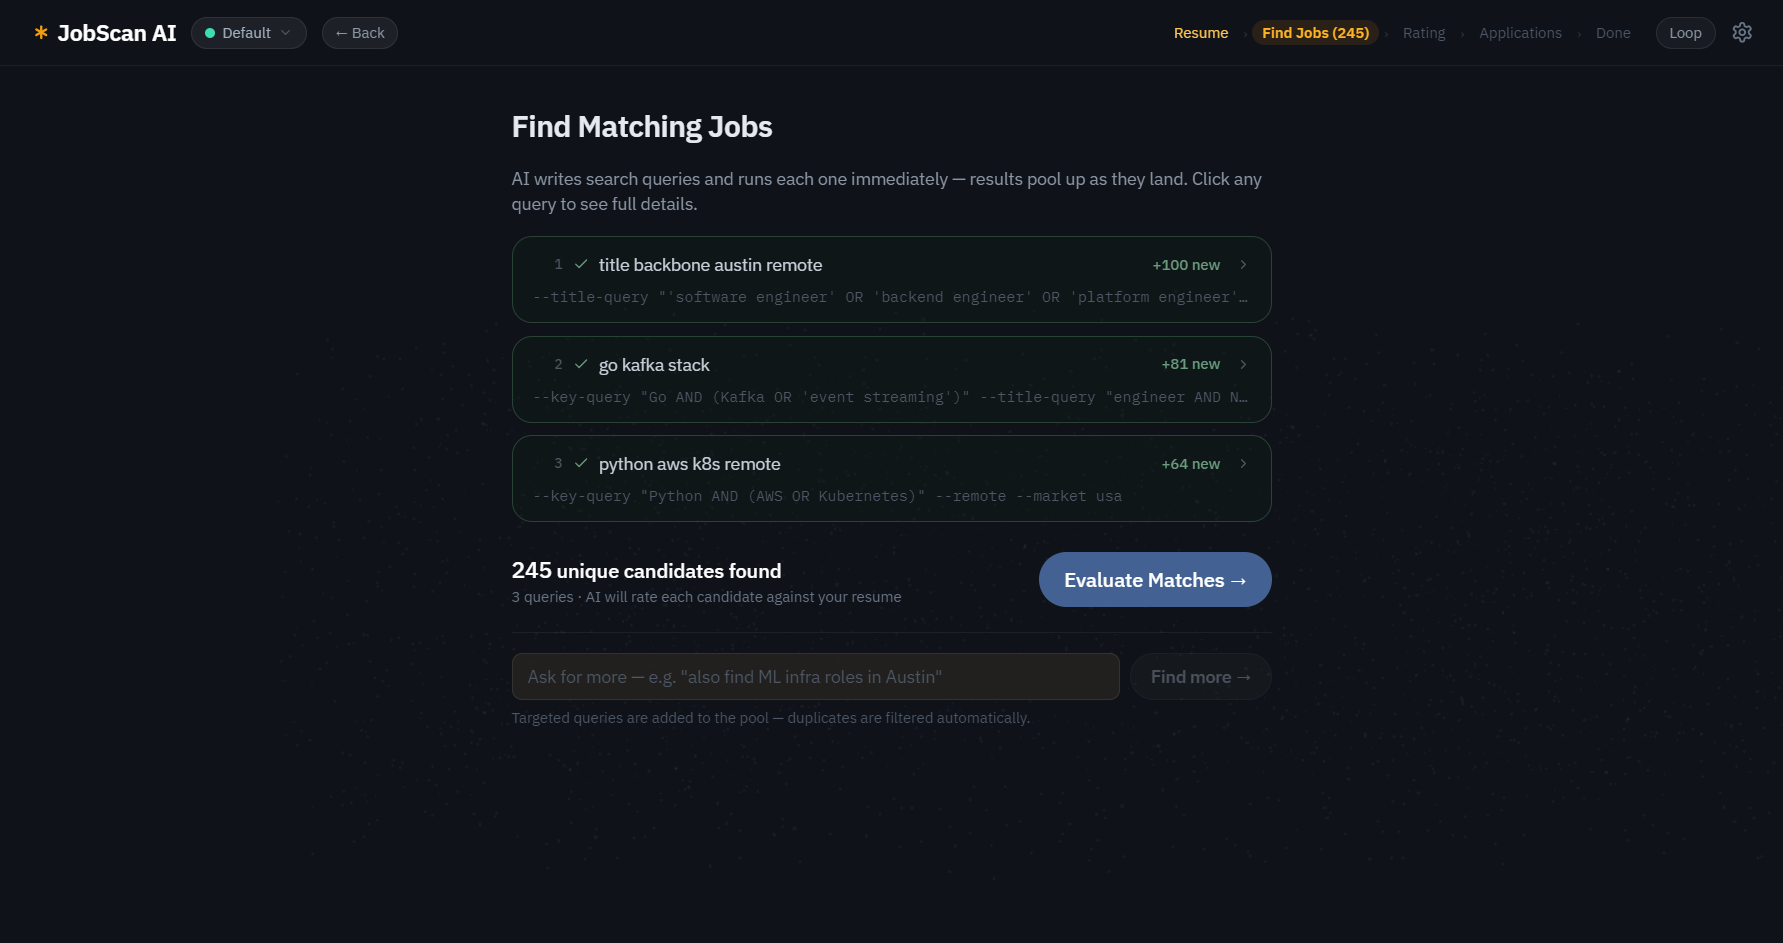 * JobScan AI
Default
← Back
Resume › Find Jobs (245) › Rating › Applications › Done
Loop
Find Matching Jobs
AI writes search queries and runs each one immediately — results pool up as they land. Click any
query to see full details.
1 ✓ title backbone austin remote +100 new ›
--title-query "'software engineer' OR 'backend engineer' OR 'platform engineer'…
2 ✓ go kafka stack +81 new ›
--key-query "Go AND (Kafka OR 'event streaming')" --title-query "engineer AND N…
3 ✓ python aws k8s remote +64 new ›
--key-query "Python AND (AWS OR Kubernetes)" --remote --market usa
245 unique candidates found
3 queries · AI will rate each candidate against your resume
Evaluate Matches →
Ask for more — e.g. "also find ML infra roles in Austin"
Find more →
Targeted queries are added to the pool — duplicates are filtered automatically.